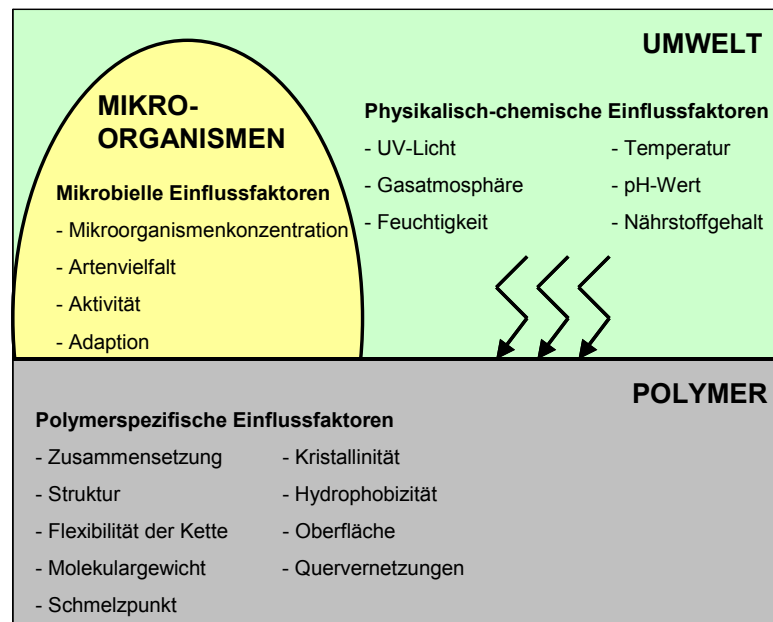 UMWELT
MIKRO-
ORGANISMEN
Mikrobielle Einflussfaktoren
- Mikroorganismenkonzentration
- Artenvielfalt
- Aktivität
- Adaption
Physikalisch-chemische Einflussfaktoren
- UV-Licht
- Gasatmosphäre
- Feuchtigkeit
- Temperatur
- pH-Wert
- Nährstoffgehalt
POLYMER
Polymerspezifische Einflussfaktoren
- Zusammensetzung
- Struktur
- Flexibilität der Kette
- Molekulargewicht
- Schmelzpunkt
- Kristallinität
- Hydrophobizität
- Oberfläche
- Quervernetzungen